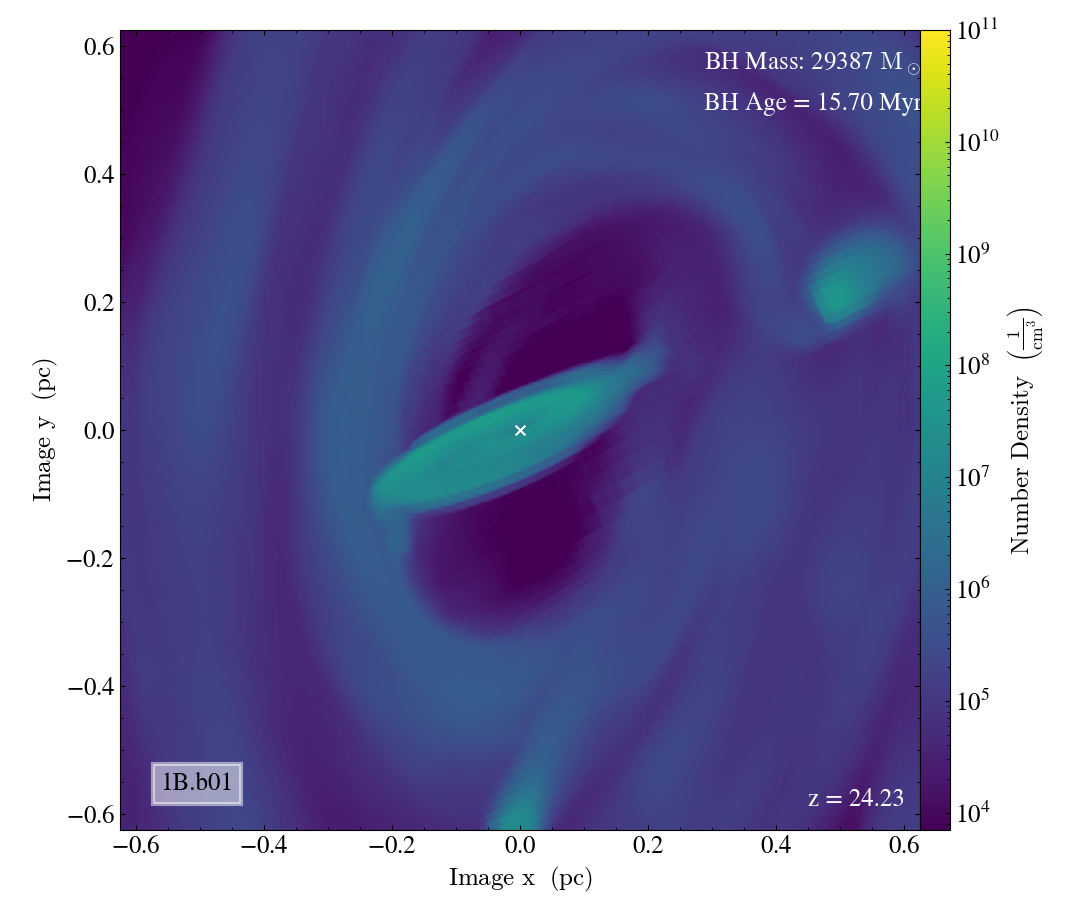 BH Mass: 29387 M⊙
BH Age = 15.70 Myr
1B.b01
z = 24.23
0.6
0.4
0.2
0.0
−0.2
−0.4
−0.6
Image y (pc)
−0.6 −0.4 −0.2 0.0 0.2 0.4 0.6
Image x (pc)
10¹¹
10¹⁰
10⁹
10⁸
10⁷
10⁶
10⁵
10⁴
Number Density (1/cm³)